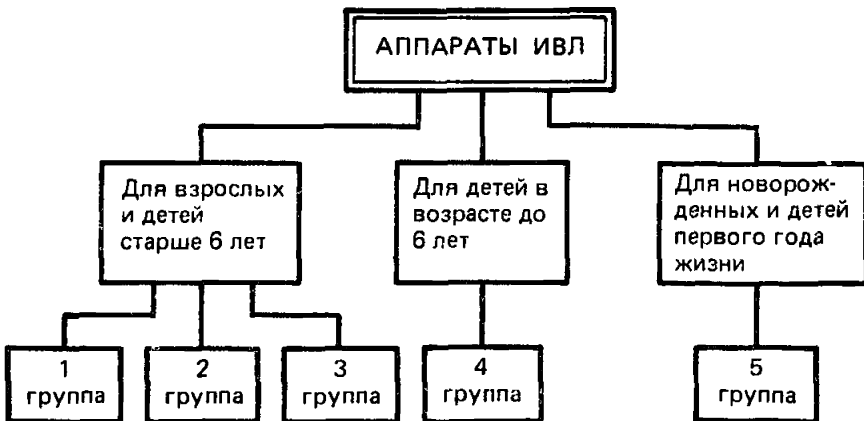 АППАРАТЫ ИВЛ
Для взрослых
и детей
старше 6 лет
Для детей в
возрасте до
6 лет
Для новорож-
денных и детей
первого года
жизни
1
группа
2
группа
3
группа
4
группа
5
группа